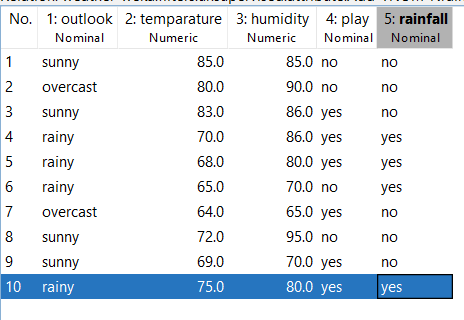 No. 1: outlook 2: temparature 3: humidity 4: play 5: rainfall
Nominal Numeric Numeric Nominal Nominal
1 sunny 85.0 85.0 no no
2 overcast 80.0 90.0 no no
3 sunny 83.0 86.0 yes no
4 rainy 70.0 86.0 yes yes
5 rainy 68.0 80.0 yes yes
6 rainy 65.0 70.0 no yes
7 overcast 64.0 65.0 yes no
8 sunny 72.0 95.0 no no
9 sunny 69.0 70.0 yes no
10 rainy 75.0 80.0 yes yes